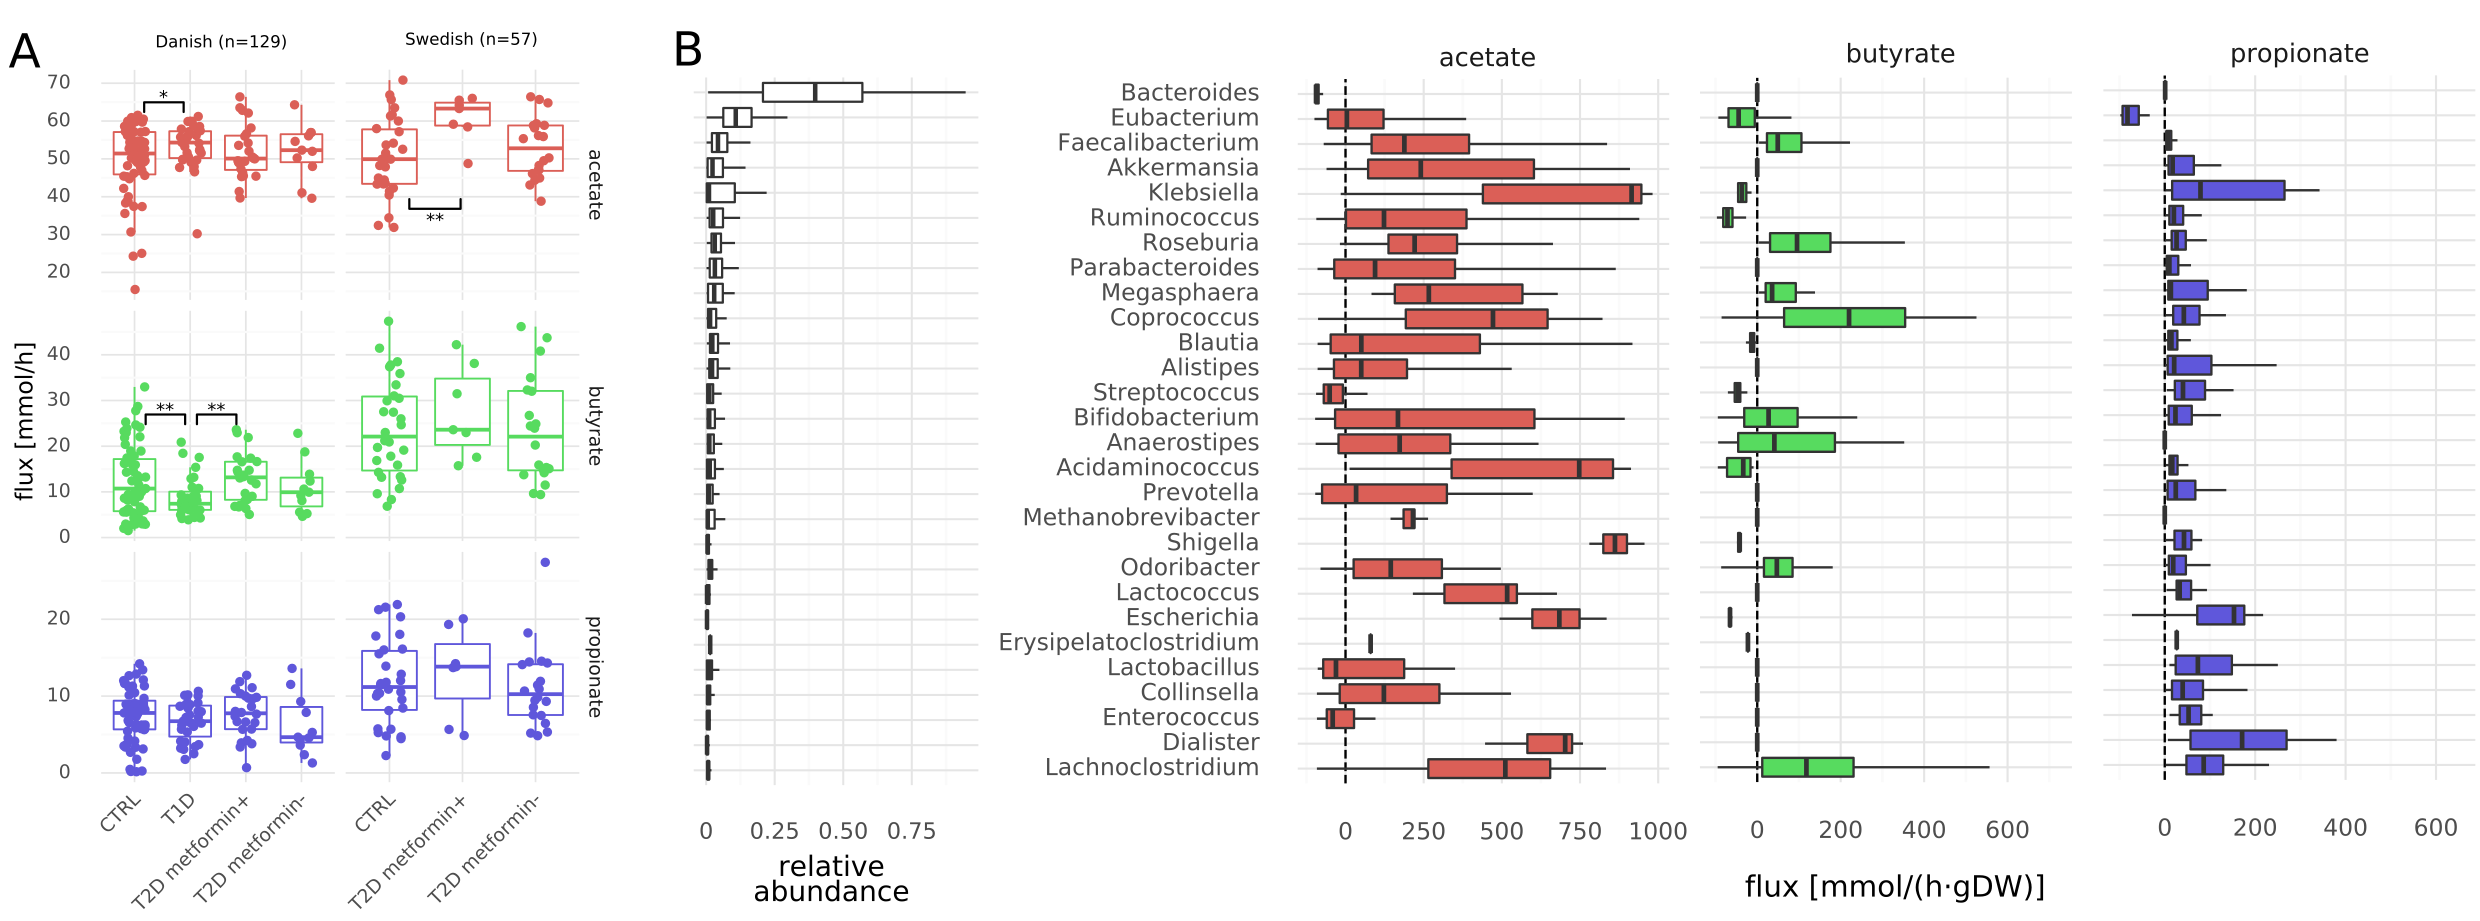 A
Danish (n=129)
Swedish (n=57)
flux [mmol/h]
70
60
50
40
30
20
*
**
acetate
40
30
20
10
0
**
**
butyrate
20
10
0
propionate
CTRL
T1D
T2D metformin+
T2D metformin-
CTRL
T2D metformin+
T2D metformin-
B
acetate
butyrate
propionate
Bacteroides
Eubacterium
Faecalibacterium
Akkermansia
Klebsiella
Ruminococcus
Roseburia
Parabacteroides
Megasphaera
Coprococcus
Blautia
Alistipes
Streptococcus
Bifidobacterium
Anaerostipes
Acidaminococcus
Prevotella
Methanobrevibacter
Shigella
Odoribacter
Lactococcus
Escherichia
Erysipelatoclostridium
Lactobacillus
Collinsella
Enterococcus
Dialister
Lachnoclostridium
0 0.25 0.50 0.75
relative
abundance
0 250 500 750 1000
0 200 400 600
0 200 400 600
flux [mmol/(h·gDW)]